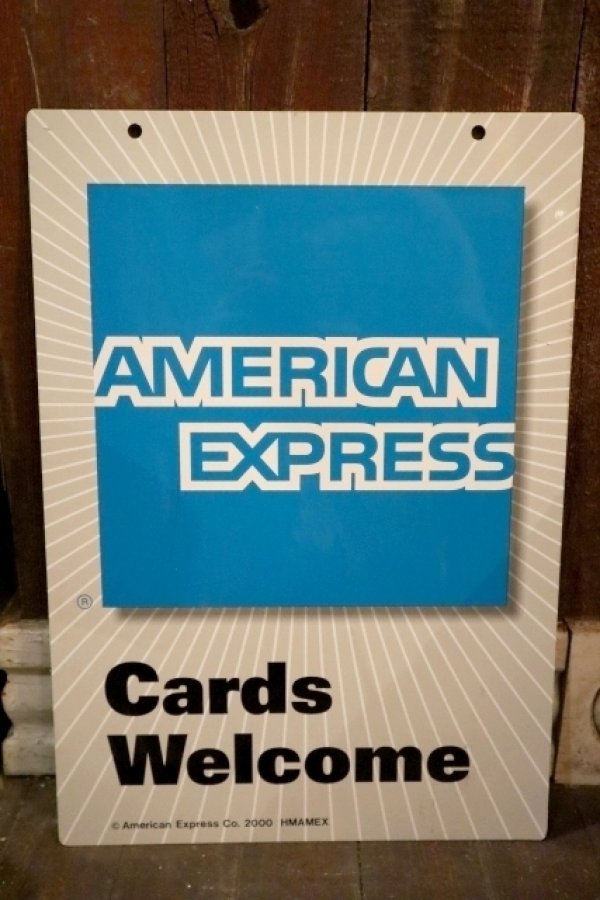 AMERICAN
EXPRESS
®
Cards
Welcome
© American Express Co. 2000 HMAMEX